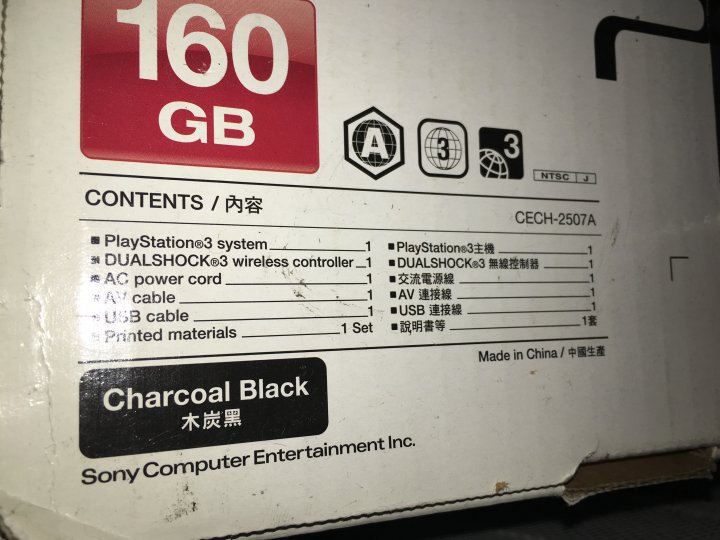 160
GB
A
3
3
NTSC J
CONTENTS / 內容
CECH-2507A
PlayStation®3 system 1
DUALSHOCK®3 wireless controller 1
AC power cord 1
AV cable 1
USB cable 1
Printed materials 1 Set
PlayStation®3主機 1
DUALSHOCK®3 無線控制器 1
交流電源線 1
AV 連接線 1
USB 連接線 1
說明書等 1套
Made in China / 中國生產
Charcoal Black
木炭黑
Sony Computer Entertainment Inc.